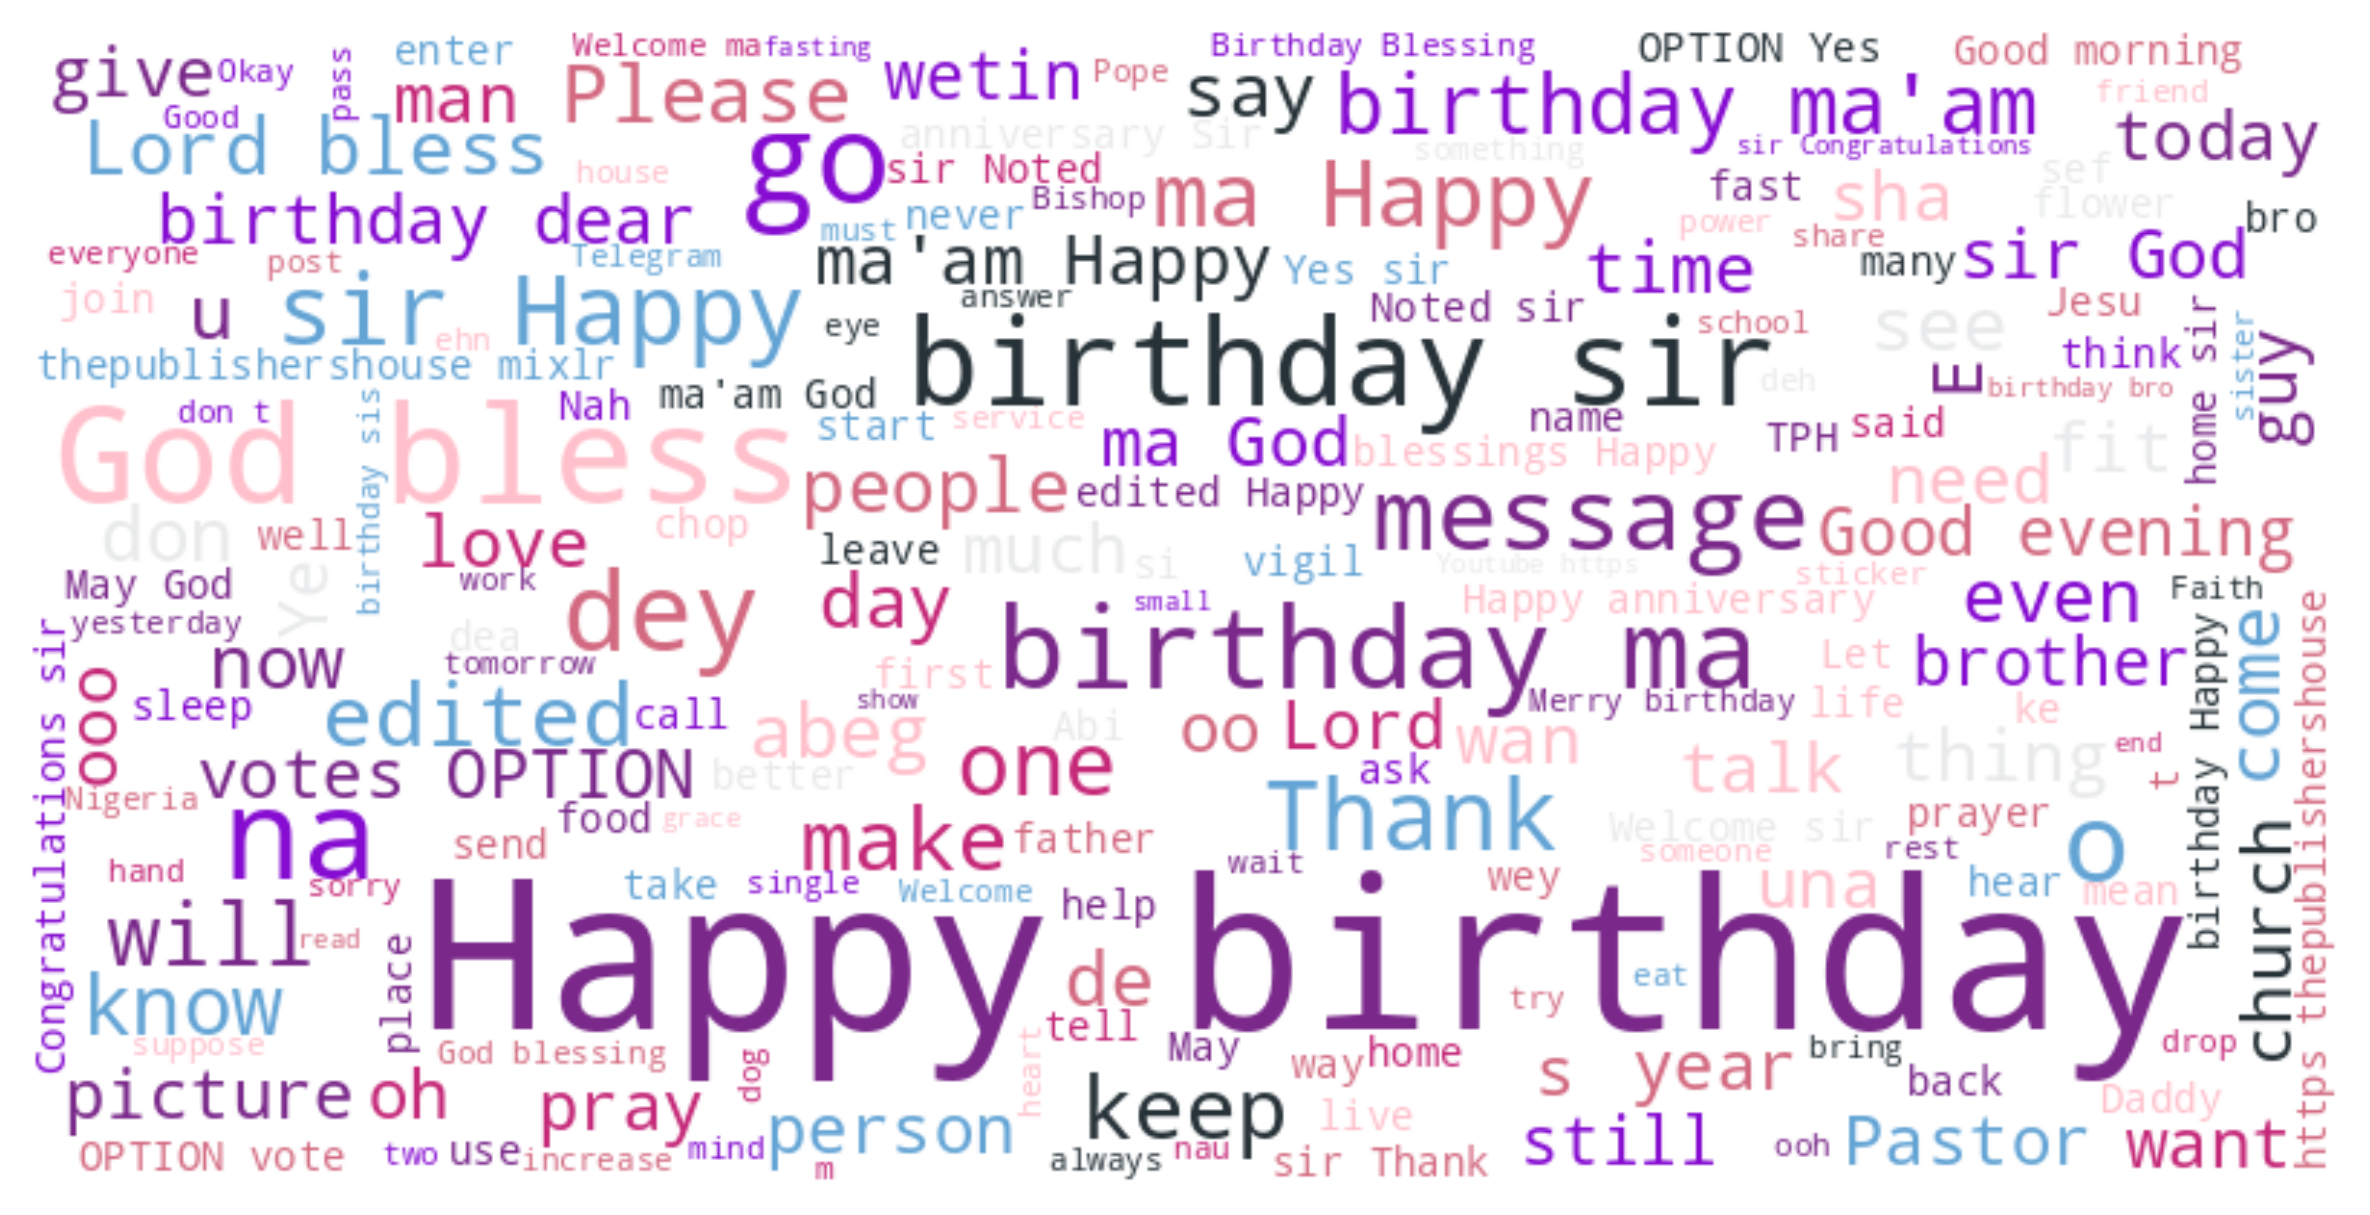 give
Okay
pass
enter
Welcome ma
fasting
Birthday Blessing
OPTION Yes
Good morning
man
Please
wetin
Pope
say
birthday ma'am
friend
Good
Lord bless
go
anniversary Sir
something
sir Congratulations
today
house
sir Noted
Bishop
ma Happy
fast
sha
sef
flower
bro
birthday dear
must
never
power
share
everyone
post
Telegram
ma'am Happy
Yes sir
time
many
sir God
join
u
sir Happy
ehn
answer
eye
Noted sir
school
see
Jesu
home sir
sister
guy
thepublishershouse mixlr
birthday sir
deh
think
E
birthday bro
don t
birthday sis
Nah
ma'am God
God bless
start
service
ma God
name
blessings Happy
TPH
said
fit
people
edited Happy
need
don
well
love
chop
leave
much
si
vigil
message
Good evening
Youtube https
sticker
May God
Ye
work
dey
day
small
Happy anniversary
even
Faith
yesterday
dea
birthday ma
Congratulations sir
now
tomorrow
first
Let
brother
birthday Happy
come
https thepublishershouse
ooo
sleep
edited
call
show
Merry birthday
life
ke
abeg
Abi
oo
Lord
wan
votes OPTION
better
one
ask
talk
thing
end
t
Nigeria
na
food
grace
send
make
father
Thank
Welcome sir
prayer
o
someone
rest
hand
sorry
take
single
Welcome
wait
help
wey
una
hear
mean
church
will
read
place
Happy birthday
know
de
try
eat
suppose
God blessing
dog
heart
tell
May
way
home
s
year
bring
drop
picture
oh
pray
person
keep
live
back
Daddy
OPTION vote
two
use
increase
mind
m
always
nau
sir Thank
still
ooh
Pastor
want